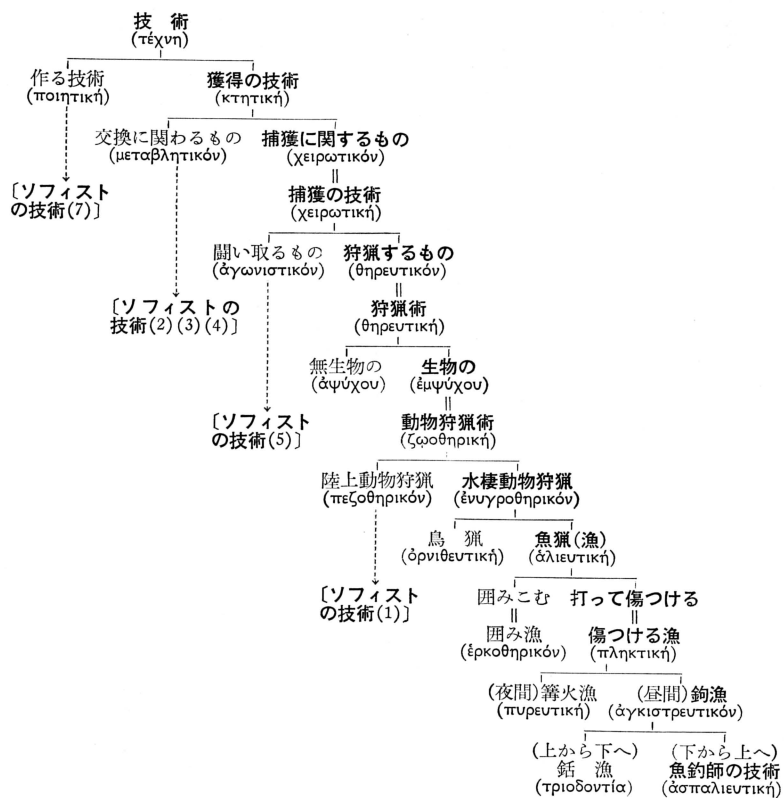 技 術
(τέχνη)
作る技術 獲得の技術
(ποιητική) (κτητική)
交換に関わるもの 捕獲に関するもの
(μεταβλητικόν) (χειρωτικόν)
||
〔ソフィスト 捕獲の技術
の技術(7)〕 (χειρωτική)
闘い取るもの 狩猟するもの
(ἀγωνιστικόν) (θηρευτικόν)
||
〔ソフィストの 狩猟術
技術(2)(3)(4)〕 (θηρευτική)
無生物の 生物の
(ἀψύχου) (ἐμψύχου)
||
〔ソフィスト 動物狩猟術
の技術(5)〕 (ζῳοθηρική)
陸上動物狩猟 水棲動物狩猟
(πεζοθηρικόν) (ἐνυγροθηρικόν)
鳥 猟 魚猟(漁)
(ὀρνιθευτική) (ἁλιευτική)
〔ソフィスト 囲みこむ 打って傷つける
の技術(1)〕 || ||
囲み漁 傷つける漁
(ἑρκοθηρικόν) (πληκτική)
(夜間)篝火漁 (昼間)鉤漁
(πυρευτική) (ἀγκιστρευτικόν)
(上から下へ) (下から上へ)
銛 漁 魚釣師の技術
(τριοδοντία) (ἀσπαλιευτική)